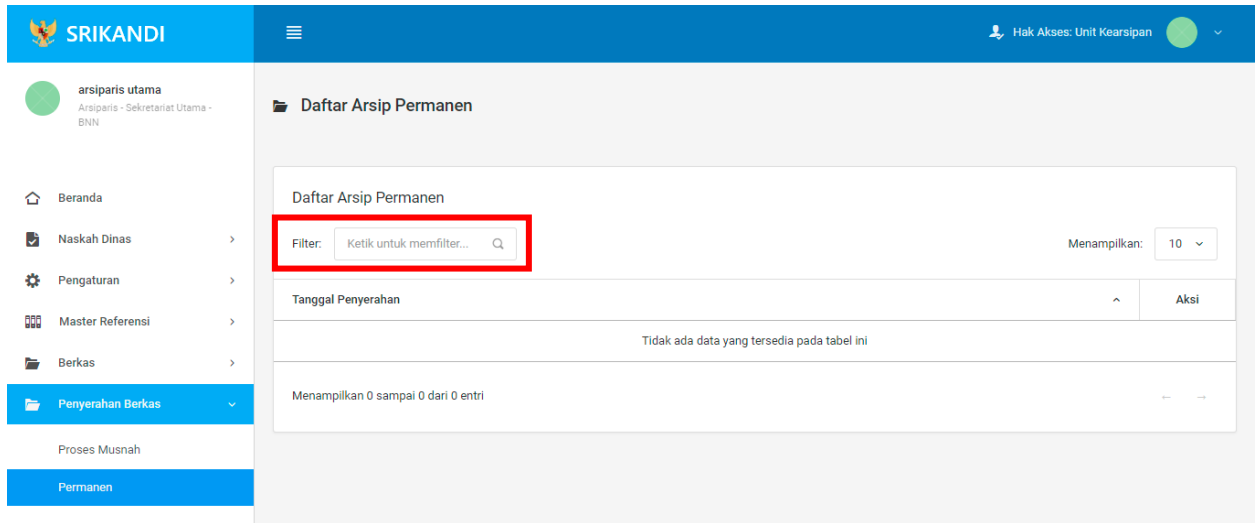 SRIKANDI
Hak Akses: Unit Kearsipan
arsiparis utama
Arsiparis - Sekretariat Utama -
BNN
Daftar Arsip Permanen
Beranda
Naskah Dinas
Pengaturan
Master Referensi
Berkas
Penyerahan Berkas
Proses Musnah
Permanen
Daftar Arsip Permanen
Filter: Ketik untuk memfilter...
Menampilkan: 10
Tanggal Penyerahan Aksi
Tidak ada data yang tersedia pada tabel ini
Menampilkan 0 sampai 0 dari 0 entri
← →